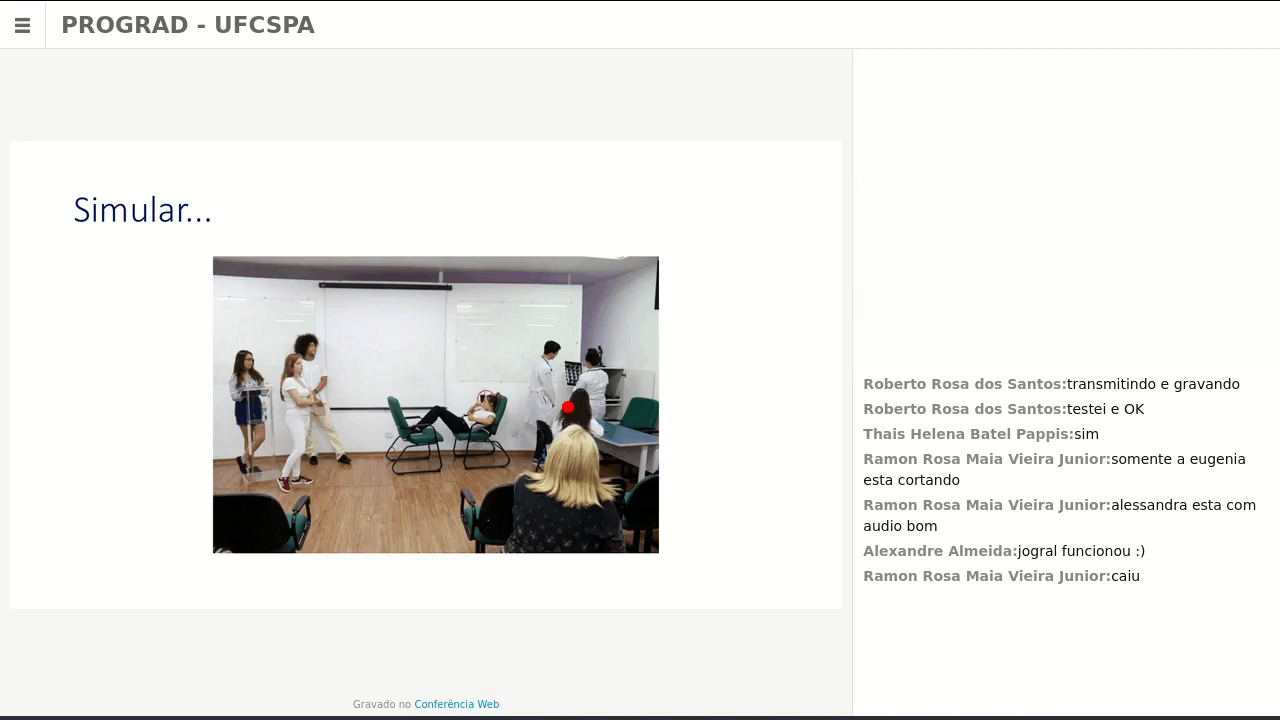 PROGRAD - UFCSPA
Simular...
Roberto Rosa dos Santos:transmitindo e gravando
Roberto Rosa dos Santos:testei e OK
Thais Helena Batel Pappis:sim
Ramon Rosa Maia Vieira Junior:somente a eugenia
esta cortando
Ramon Rosa Maia Vieira Junior:alessandra esta com
audio bom
Alexandre Almeida:jogral funcionou :)
Ramon Rosa Maia Vieira Junior:caiu
Gravado no Conferência Web